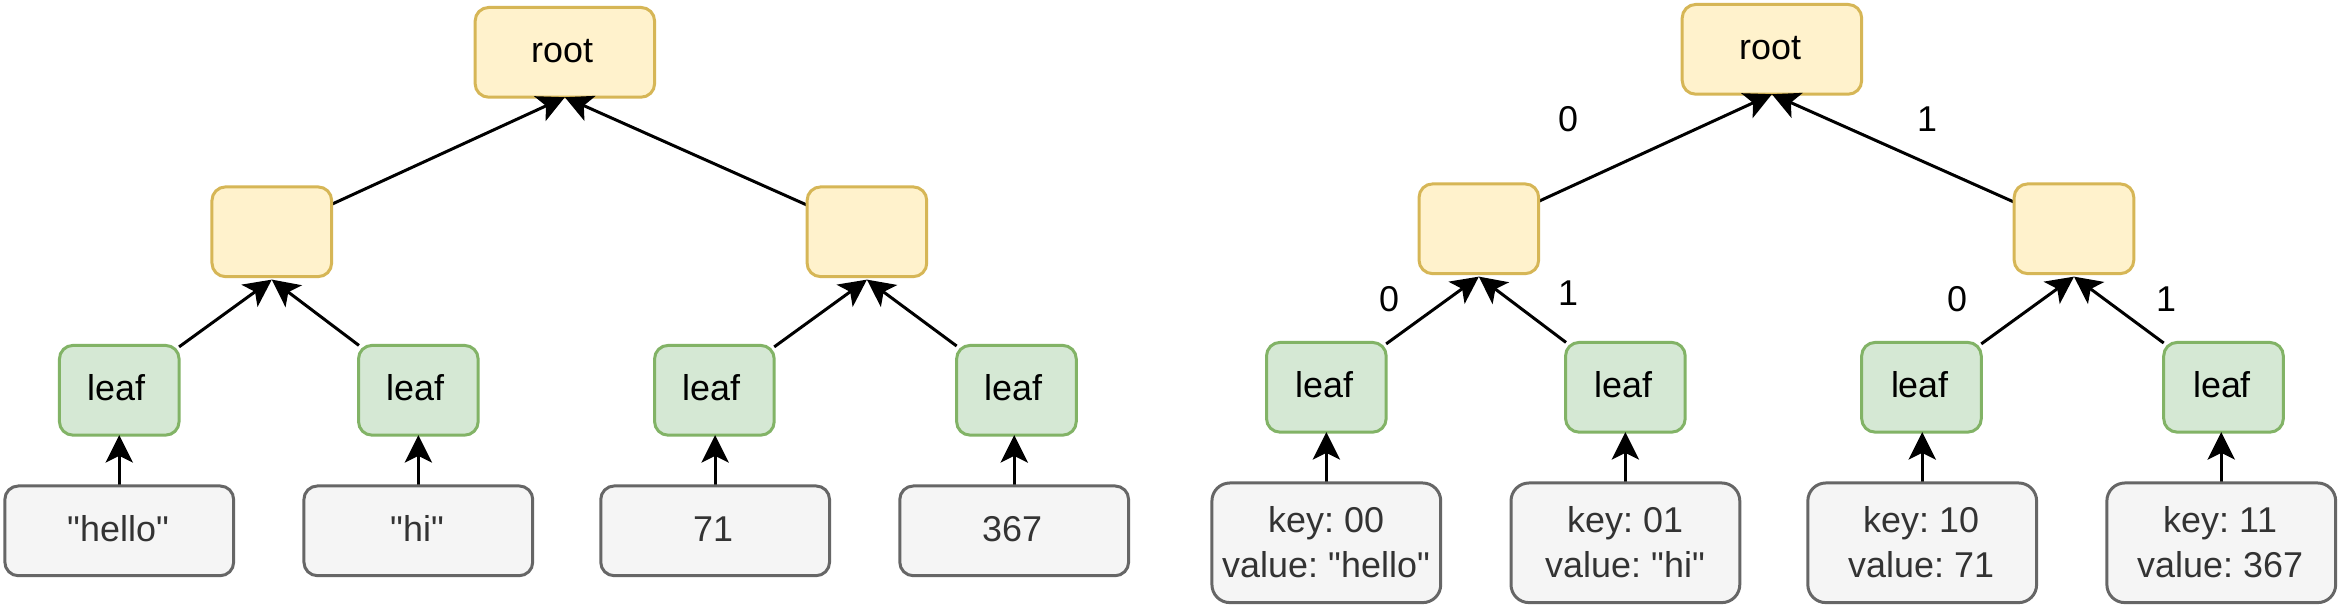 root
leaf
leaf
leaf
leaf
"hello"
"hi"
71
367
root
0
1
0
1
0
1
leaf
leaf
leaf
leaf
key: 00
value: "hello"
key: 01
value: "hi"
key: 10
value: 71
key: 11
value: 367